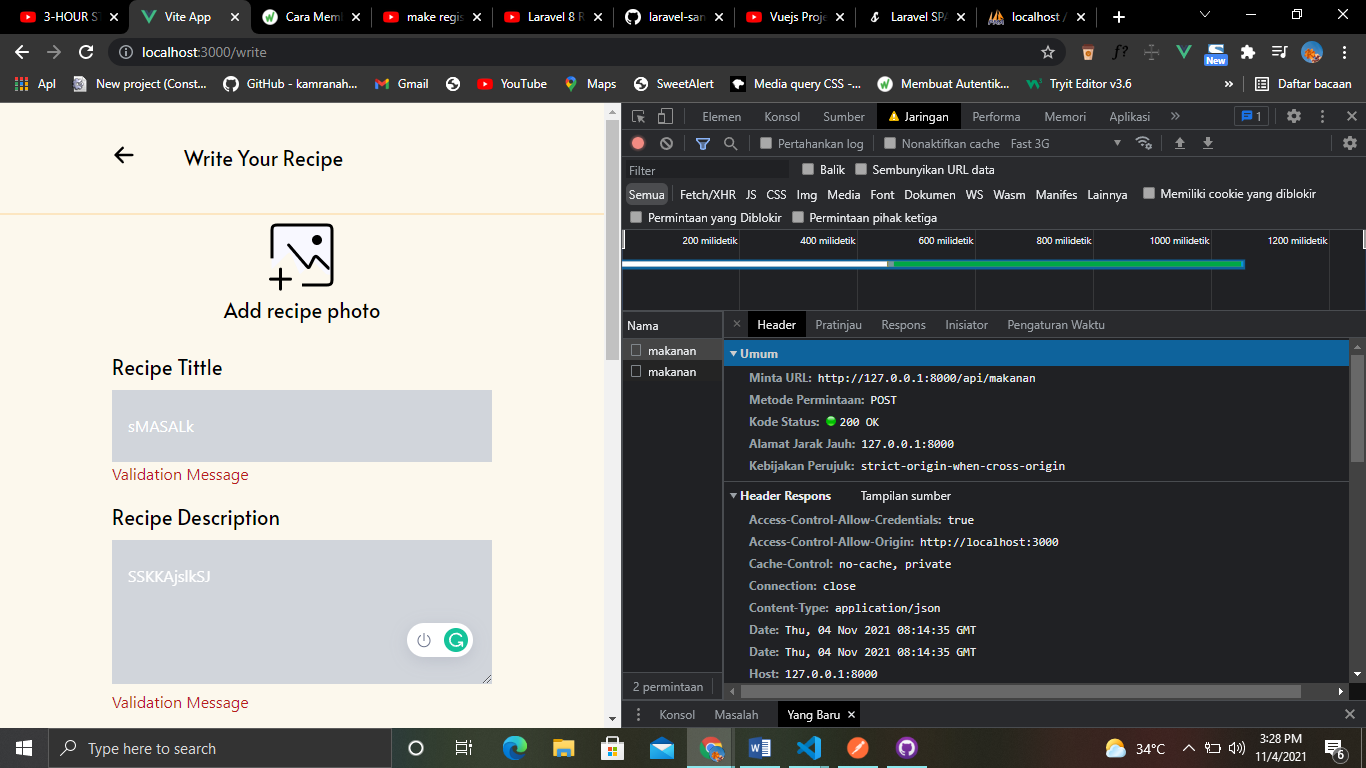 3-HOUR ST
Vite App
Cara Meml
make regis
Laravel 8 R
laravel-san
Vuejs Proje
Laravel SPA
localhost /
localhost:3000/write
New
Apl
New project (Const...
GitHub - kamranah...
Gmail
YouTube
Maps
SweetAlert
Media query CSS -...
Membuat Autentik...
Tryit Editor v3.6
»
Daftar bacaan
Write Your Recipe
Add recipe photo
Recipe Tittle
sMASALk
Validation Message
Recipe Description
SSKKAjslkSJ
Validation Message
Elemen
Konsol
Sumber
Jaringan
Performa
Memori
Aplikasi
»
1
Pertahankan log
Nonaktifkan cache
Fast 3G
Filter
Balik
Sembunyikan URL data
Semua
Fetch/XHR
JS
CSS
Img
Media
Font
Dokumen
WS
Wasm
Manifes
Lainnya
Memiliki cookie yang diblokir
Permintaan yang Diblokir
Permintaan pihak ketiga
200 milidetik
400 milidetik
600 milidetik
800 milidetik
1000 milidetik
1200 milidetik
Nama
makanan
makanan
2 permintaan
Header
Pratinjau
Respons
Inisiator
Pengaturan Waktu
Umum
Minta URL: http://127.0.0.1:8000/api/makanan
Metode Permintaan: POST
Kode Status: 200 OK
Alamat Jarak Jauh: 127.0.0.1:8000
Kebijakan Perujuk: strict-origin-when-cross-origin
Header Respons
Tampilan sumber
Access-Control-Allow-Credentials: true
Access-Control-Allow-Origin: http://localhost:3000
Cache-Control: no-cache, private
Connection: close
Content-Type: application/json
Date: Thu, 04 Nov 2021 08:14:35 GMT
Date: Thu, 04 Nov 2021 08:14:35 GMT
Host: 127.0.0.1:8000
Konsol
Masalah
Yang Baru
Type here to search
34°C
3:28 PM
11/4/2021
6